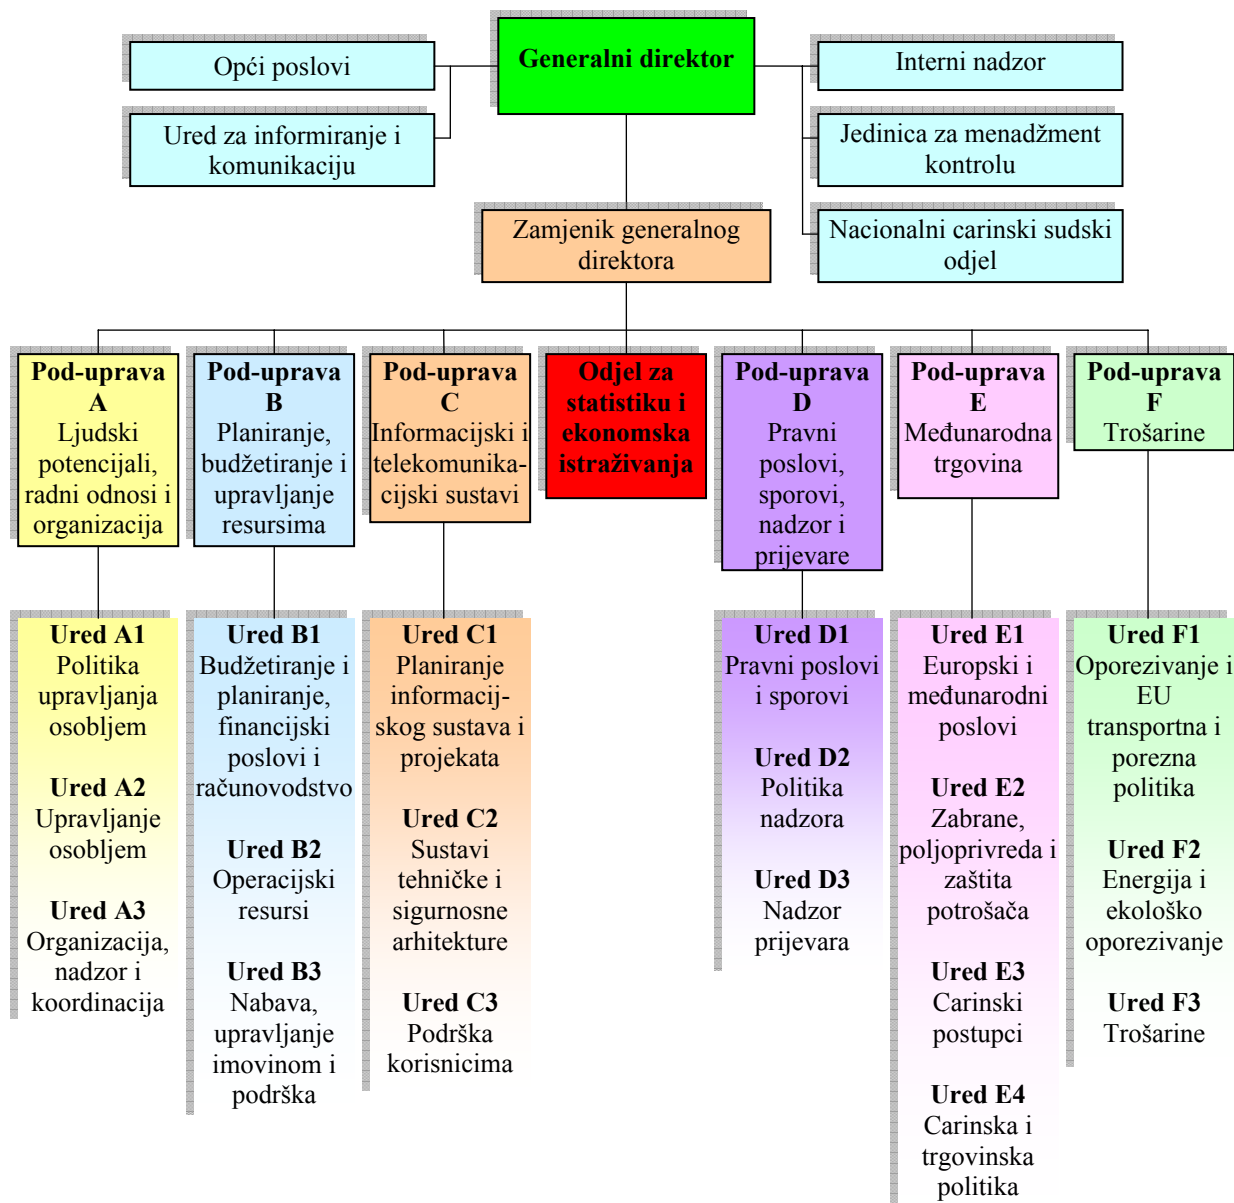 Opći poslovi
Generalni direktor
Interni nadzor
Ured za informiranje i
komunikaciju
Jedinica za menadžment
kontrolu
Zamjenik generalnog
direktora
Nacionalni carinski sudski
odjel
Pod-uprava
A
Ljudski
potencijali,
radni odnosi i
organizacija
Pod-uprava
B
Planiranje,
budžetiranje i
upravljanje
resursima
Pod-uprava
C
Informacijski i
telekomunika-
cijski sustavi
Odjel za
statistiku i
ekonomska
istraživanja
Pod-uprava
D
Pravni
poslovi,
sporovi,
nadzor i
prijevare
Pod-uprava
E
Međunarodna
trgovina
Pod-uprava
F
Trošarine
Ured A1
Politika
upravljanja
osobljem
Ured A2
Upravljanje
osobljem
Ured A3
Organizacija,
nadzor i
koordinacija
Ured B1
Budžetiranje i
planiranje,
financijski
poslovi i
računovodstvo
Ured B2
Operacijski
resursi
Ured B3
Nabava,
upravljanje
imovinom i
podrška
Ured C1
Planiranje
informacij-
skog sustava i
projekata
Ured C2
Sustavi
tehničke i
sigurnosne
arhitekture
Ured C3
Podrška
korisnicima
Ured D1
Pravni poslovi
i sporovi
Ured D2
Politika
nadzora
Ured D3
Nadzor
prijevara
Ured E1
Europski i
međunarodni
poslovi
Ured E2
Zabrane,
poljoprivreda i
zaštita
potrošača
Ured E3
Carinski
postupci
Ured E4
Carinska i
trgovinska
politika
Ured F1
Oporezivanje i
EU
transportna i
porezna
politika
Ured F2
Energija i
ekološko
oporezivanje
Ured F3
Trošarine